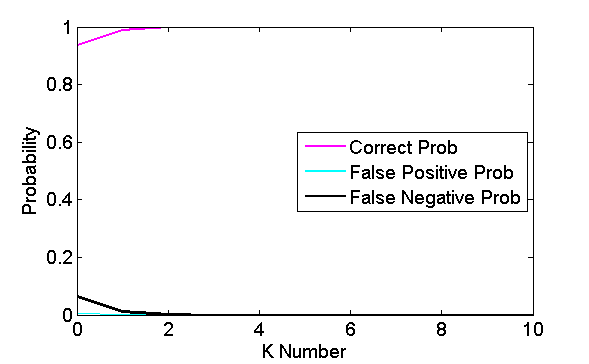 1
0.8
0.6
0.4
0.2
0
Probability
Correct Prob
False Positive Prob
False Negative Prob
0 2 4 6 8 10
K Number